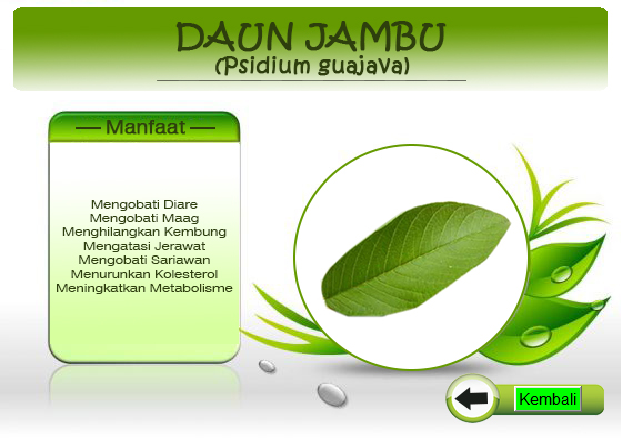 DAUN JAMBU
(Psidium guajava)
Manfaat
Mengobati Diare
Mengobati Maag
Menghilangkan Kembung
Mengatasi Jerawat
Mengobati Sariawan
Menurunkan Kolesterol
Meningkatkan Metabolisme
Kembali